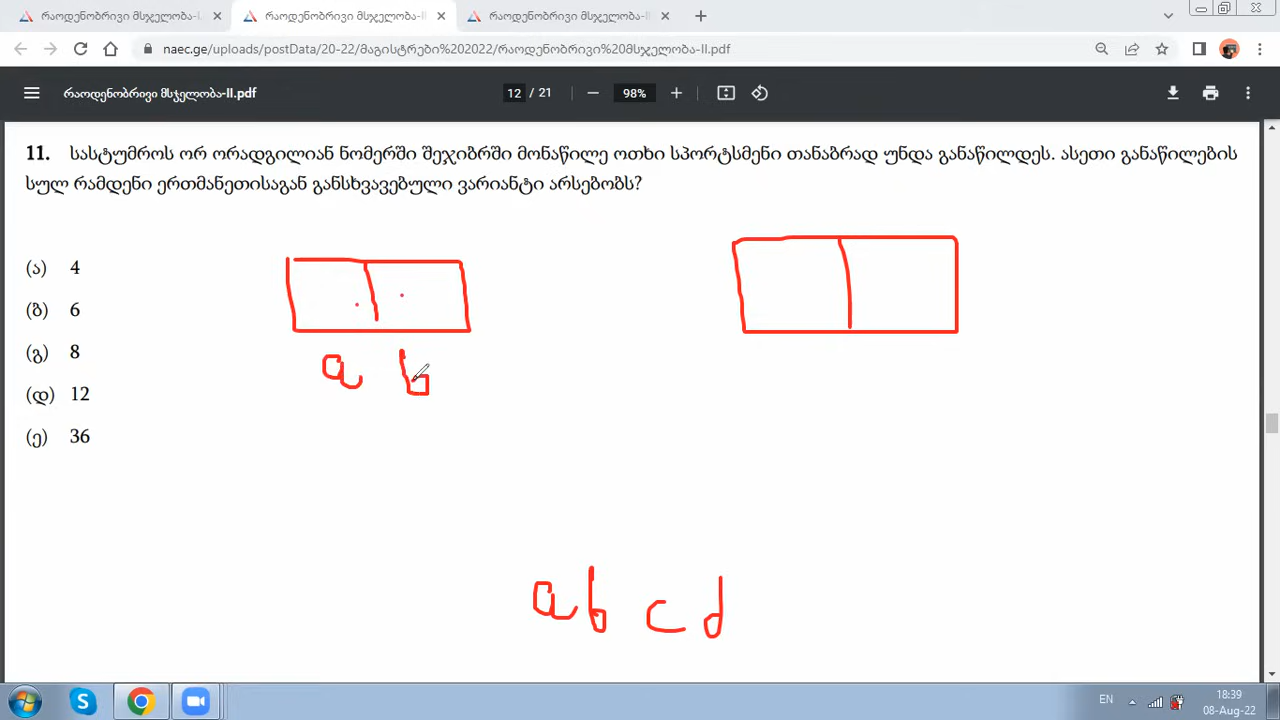 რაოდენობრივი მსჯელობა-II
რაოდენობრივი მსჯელობა-II
რაოდენობრივი მსჯელობა-II
naec.ge/uploads/postData/20-22/მაგისტრები%202022/რაოდენობრივი%20მსჯელობა-II.pdf
რაოდენობრივი მსჯელობა-II.pdf
12 / 21
98%
11. სასტუმროს ორ ორადგილიან ნომერში შეჯიბრში მონაწილე ოთხი სპორტსმენი თანაბრად უნდა განაწილდეს. ასეთი განაწილების
სულ რამდენი ერთმანეთისაგან განსხვავებული ვარიანტი არსებობს?
(ა) 4
(ბ) 6
(გ) 8
(დ) 12
(ე) 36
a b
a b c d
EN
18:39
08-Aug-22